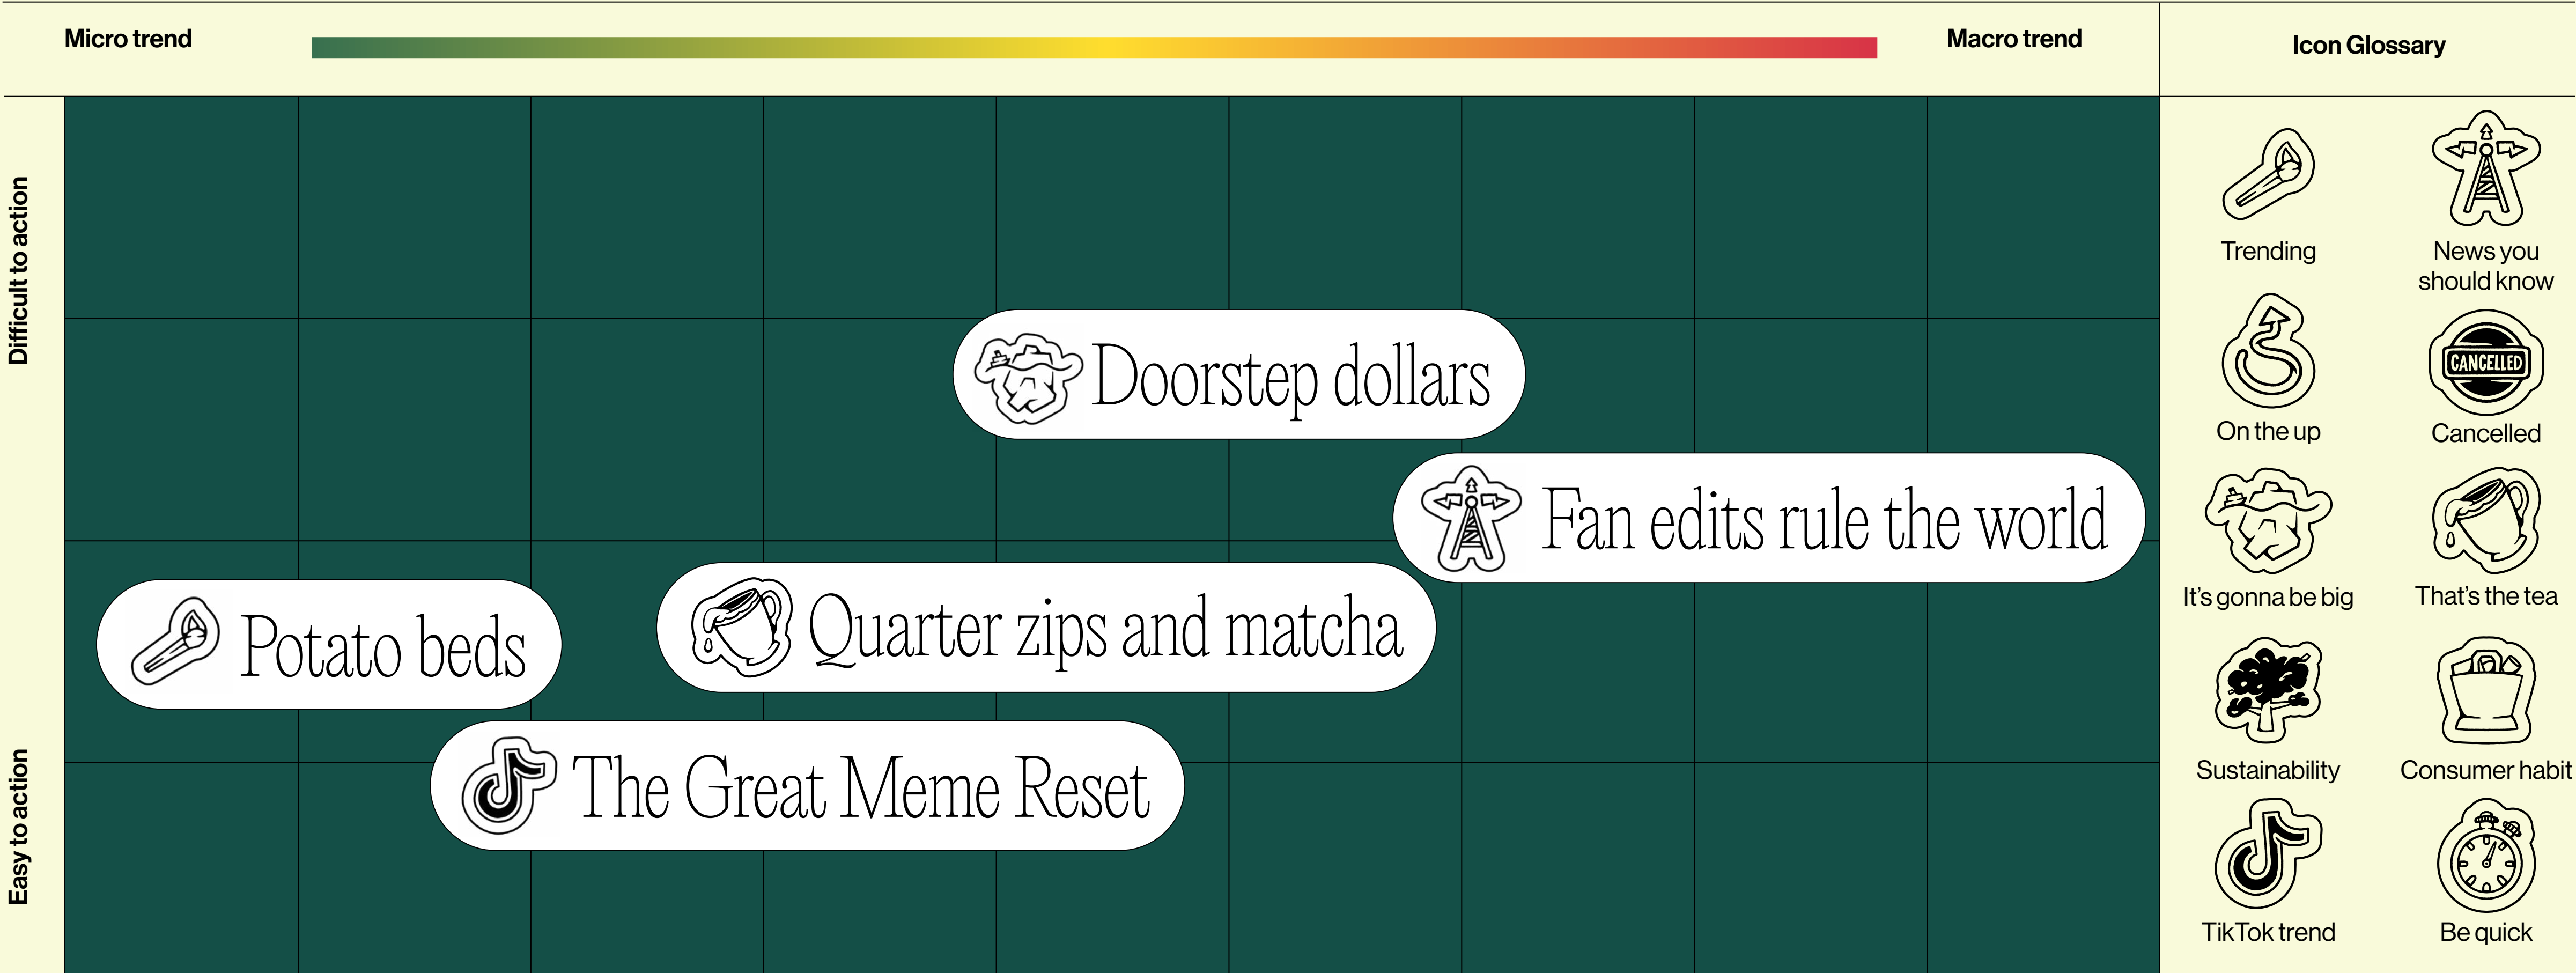 Micro trend
Macro trend
Icon Glossary
Difficult to action
Easy to action
Doorstep dollars
Fan edits rule the world
Quarter zips and matcha
Potato beds
The Great Meme Reset
Trending
News you
should know
On the up
CANCELLED
Cancelled
It's gonna be big
That's the tea
Sustainability
Consumer habit
TikTok trend
Be quick